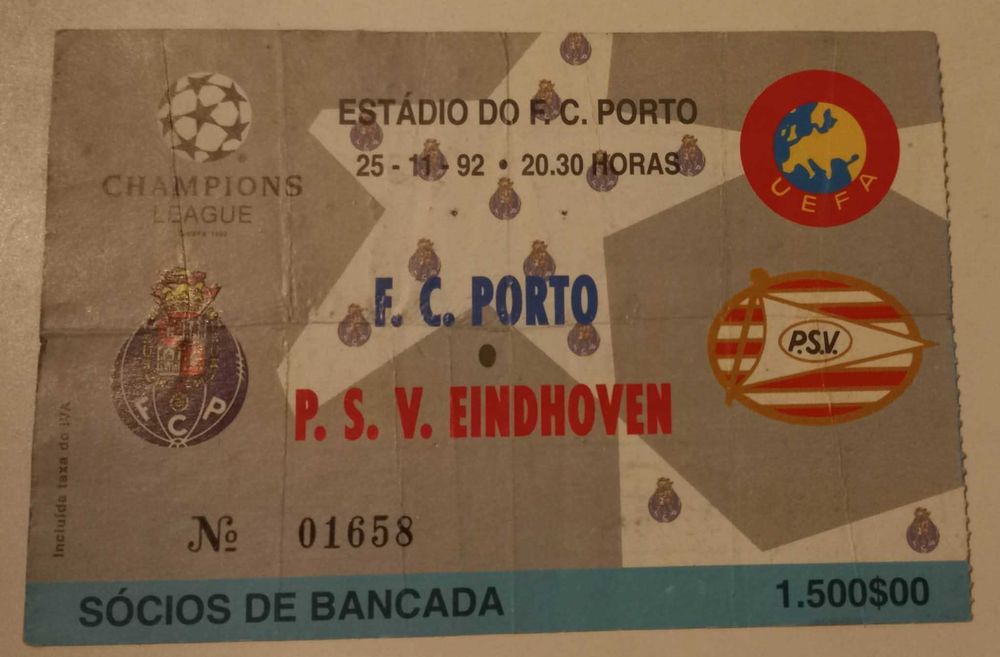 ESTÁDIO DO F. C. PORTO
25 - 11 - 92 • 20.30 HORAS
CHAMPIONS
LEAGUE
UEFA
F. C. PORTO
•
P. S. V. EINDHOVEN
FCP
P.S.V.
Incluída taxa do IVA
Nº 01658
SÓCIOS DE BANCADA 1.500$00